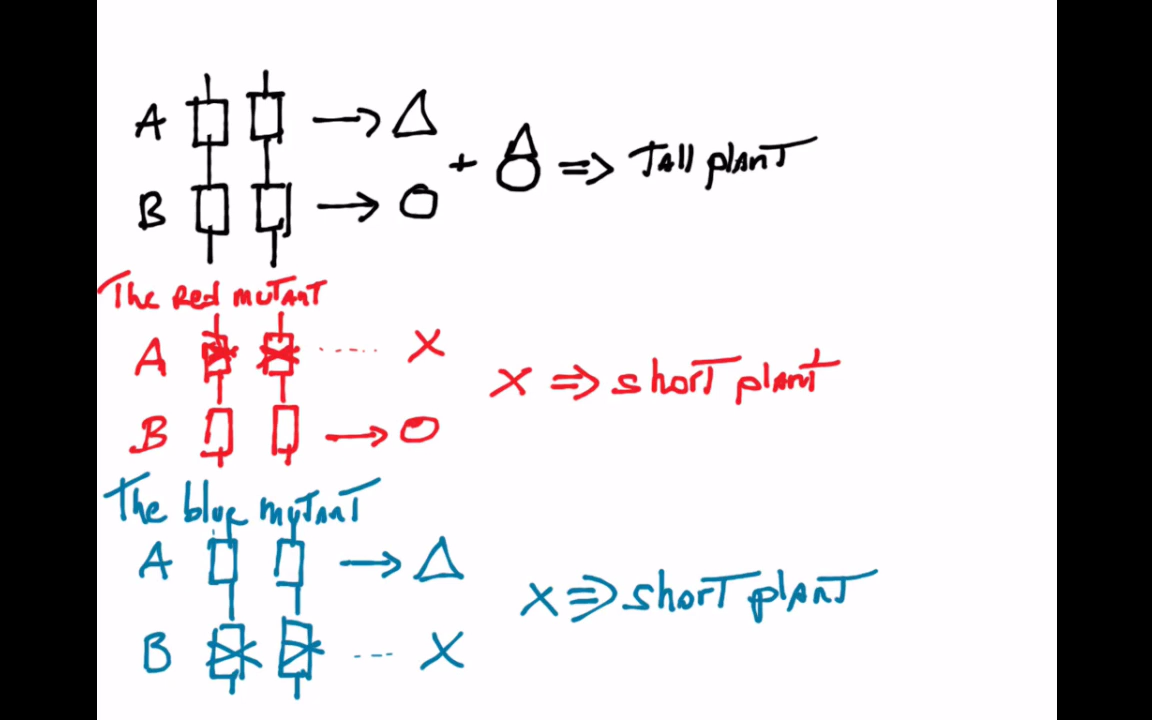 A
B
+ => Tall plant
The Red mutant
A X
X => short plant
B
The blue mutant
A
X => short plant
B X